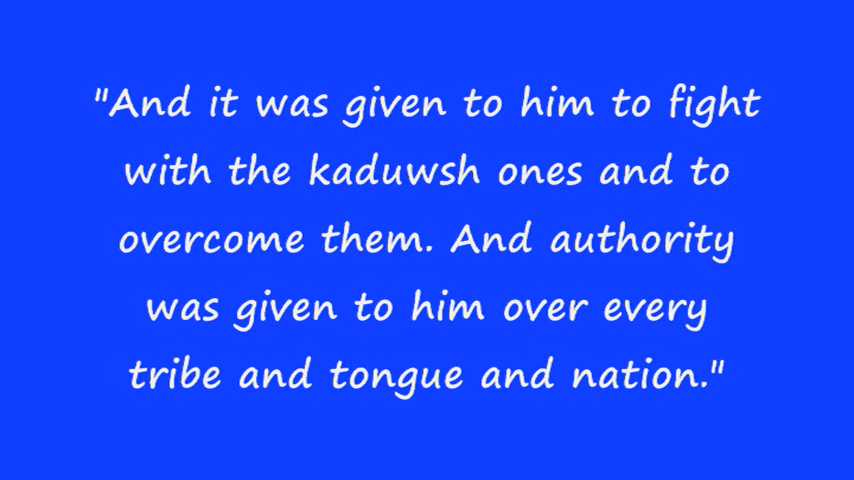 "And it was given to him to fight
with the kaduwsh ones and to
overcome them. And authority
was given to him over every
tribe and tongue and nation."